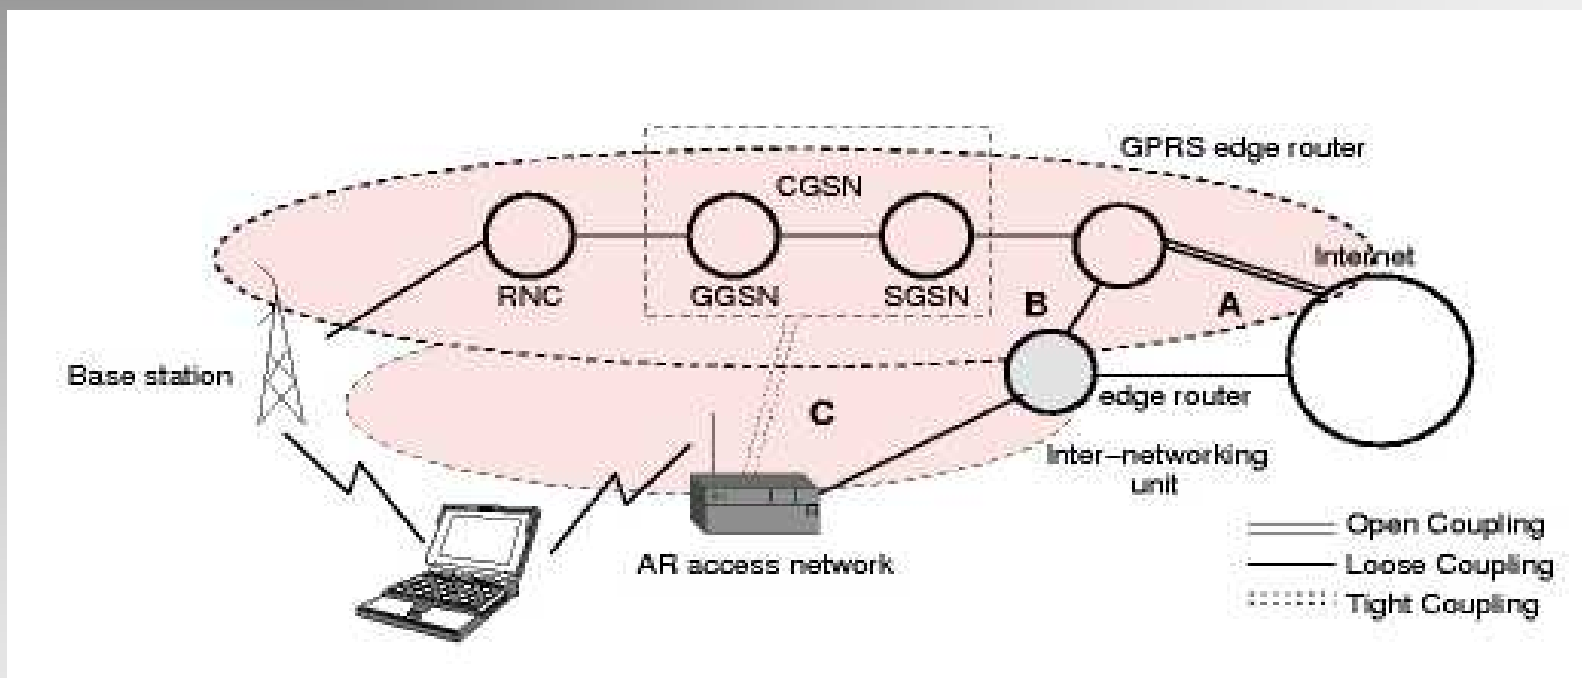 GPRS edge router
CGSN
Internet
RNC
GGSN
SGSN
B
A
Base station
edge router
C
Inter-networking
unit
Open Coupling
AR access network
Loose Coupling
Tight Coupling